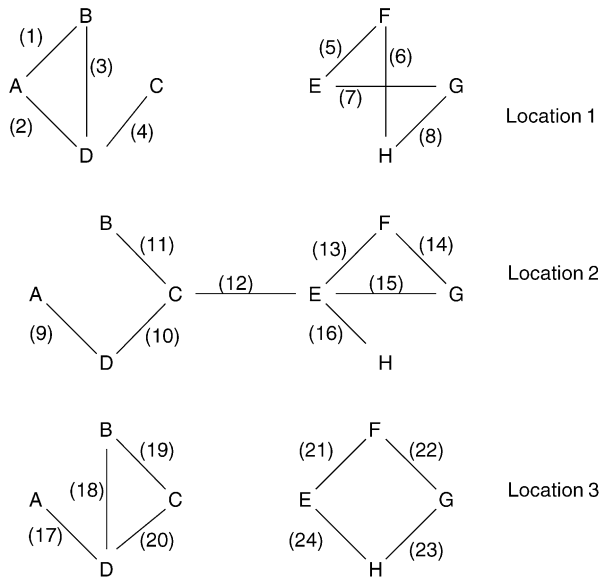 B F
(1) (3) (5) (6)
A C E (7) G
(2) (4) (8) Location 1
D H
B F
(11) (13) (14)
A C (12) E (15) G Location 2
(9) (10) (16)
D H
B F
(19) (21) (22)
A (18) C E G Location 3
(17) (20) (24) (23)
D H